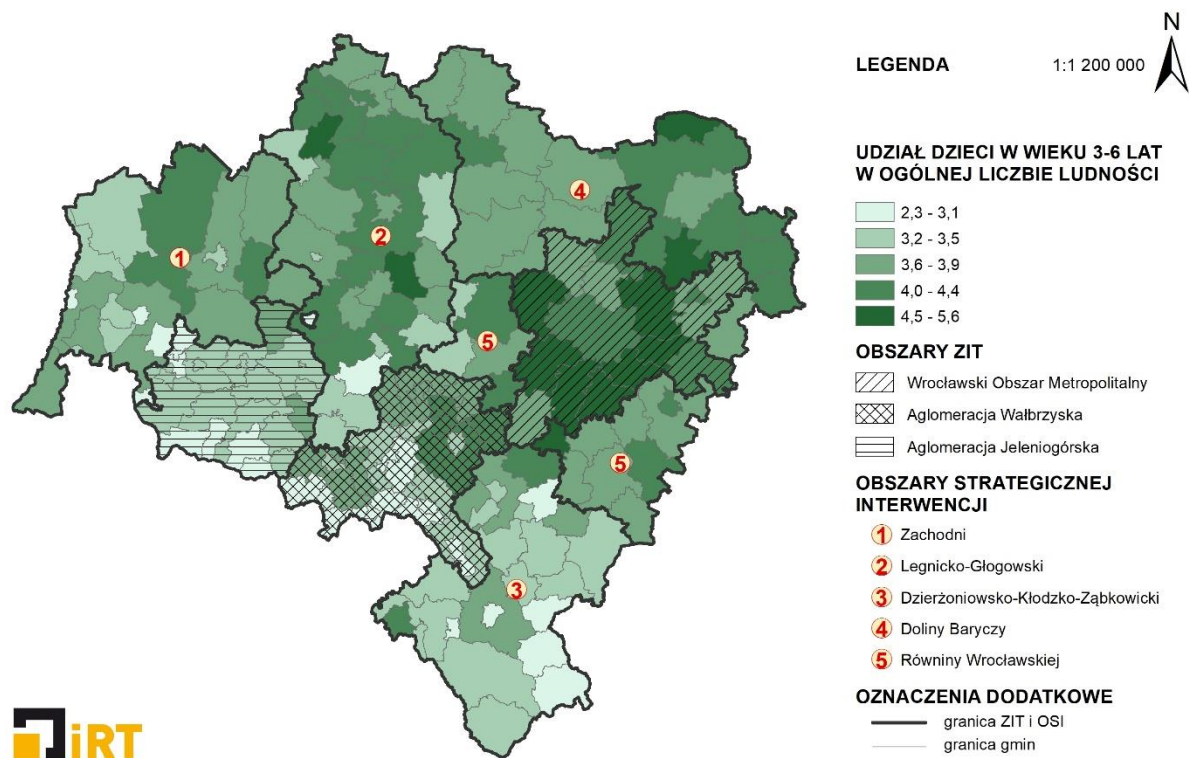 N
LEGENDA 1:1 200 000
UDZIAŁ DZIECI W WIEKU 3-6 LAT
W OGÓLNEJ LICZBIE LUDNOŚCI
2,3 - 3,1
3,2 - 3,5
3,6 - 3,9
4,0 - 4,4
4,5 - 5,6
OBSZARY ZIT
Wrocławski Obszar Metropolitalny
Aglomeracja Wałbrzyska
Aglomeracja Jeleniogórska
OBSZARY STRATEGICZNEJ
INTERWENCJI
1 Zachodni
2 Legnicko-Głogowski
3 Dzierżoniowsko-Kłodzko-Ząbkowicki
4 Doliny Baryczy
5 Równiny Wrocławskiej
OZNACZENIA DODATKOWE
granica ZIT i OSI
granica gmin
4
2
1
5
5
3
iRT